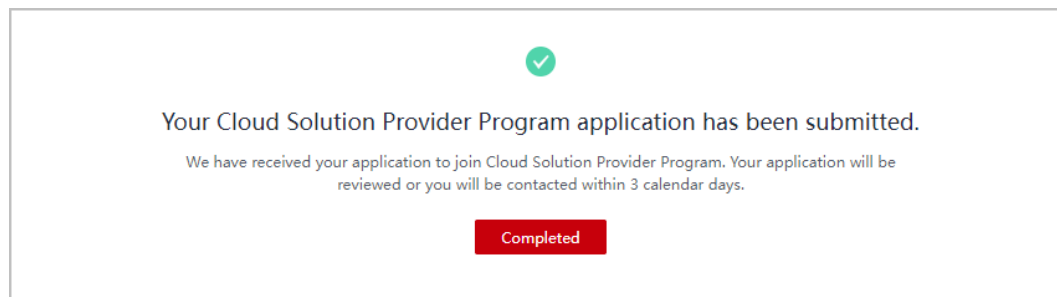 Your Cloud Solution Provider Program application has been submitted.
We have received your application to join Cloud Solution Provider Program. Your application will be
reviewed or you will be contacted within 3 calendar days.
Completed